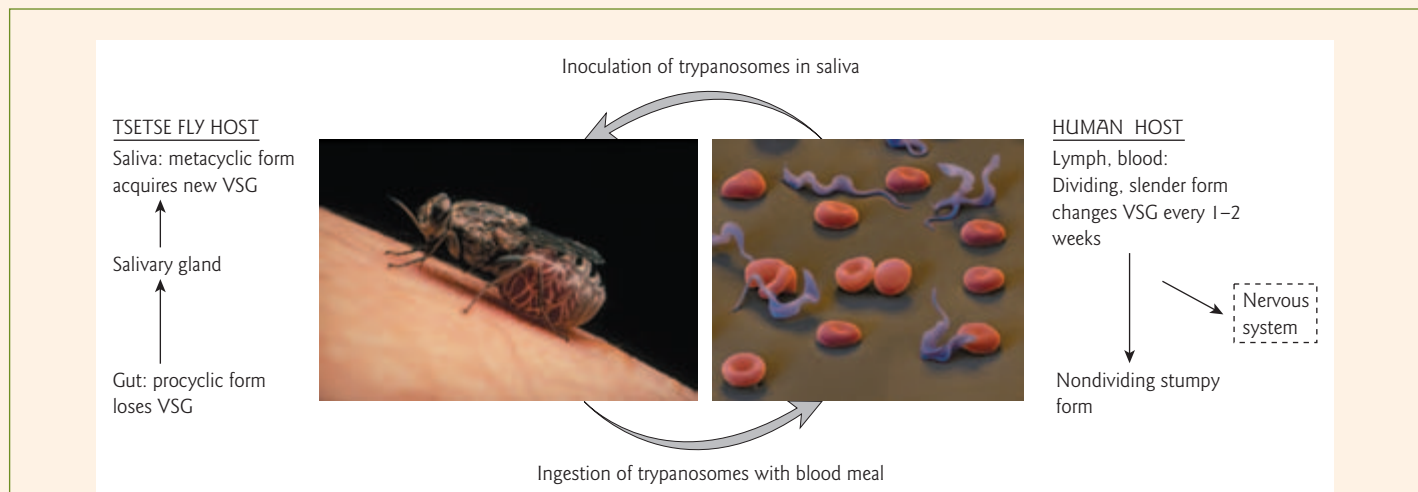 Inoculation of trypanosomes in saliva
TSETSE FLY HOST
Saliva: metacyclic form
acquires new VSG
Salivary gland
Gut: procyclic form
loses VSG
HUMAN HOST
Lymph, blood:
Dividing, slender form
changes VSG every 1–2
weeks
Nervous
system
Nondividing stumpy
form
Ingestion of trypanosomes with blood meal